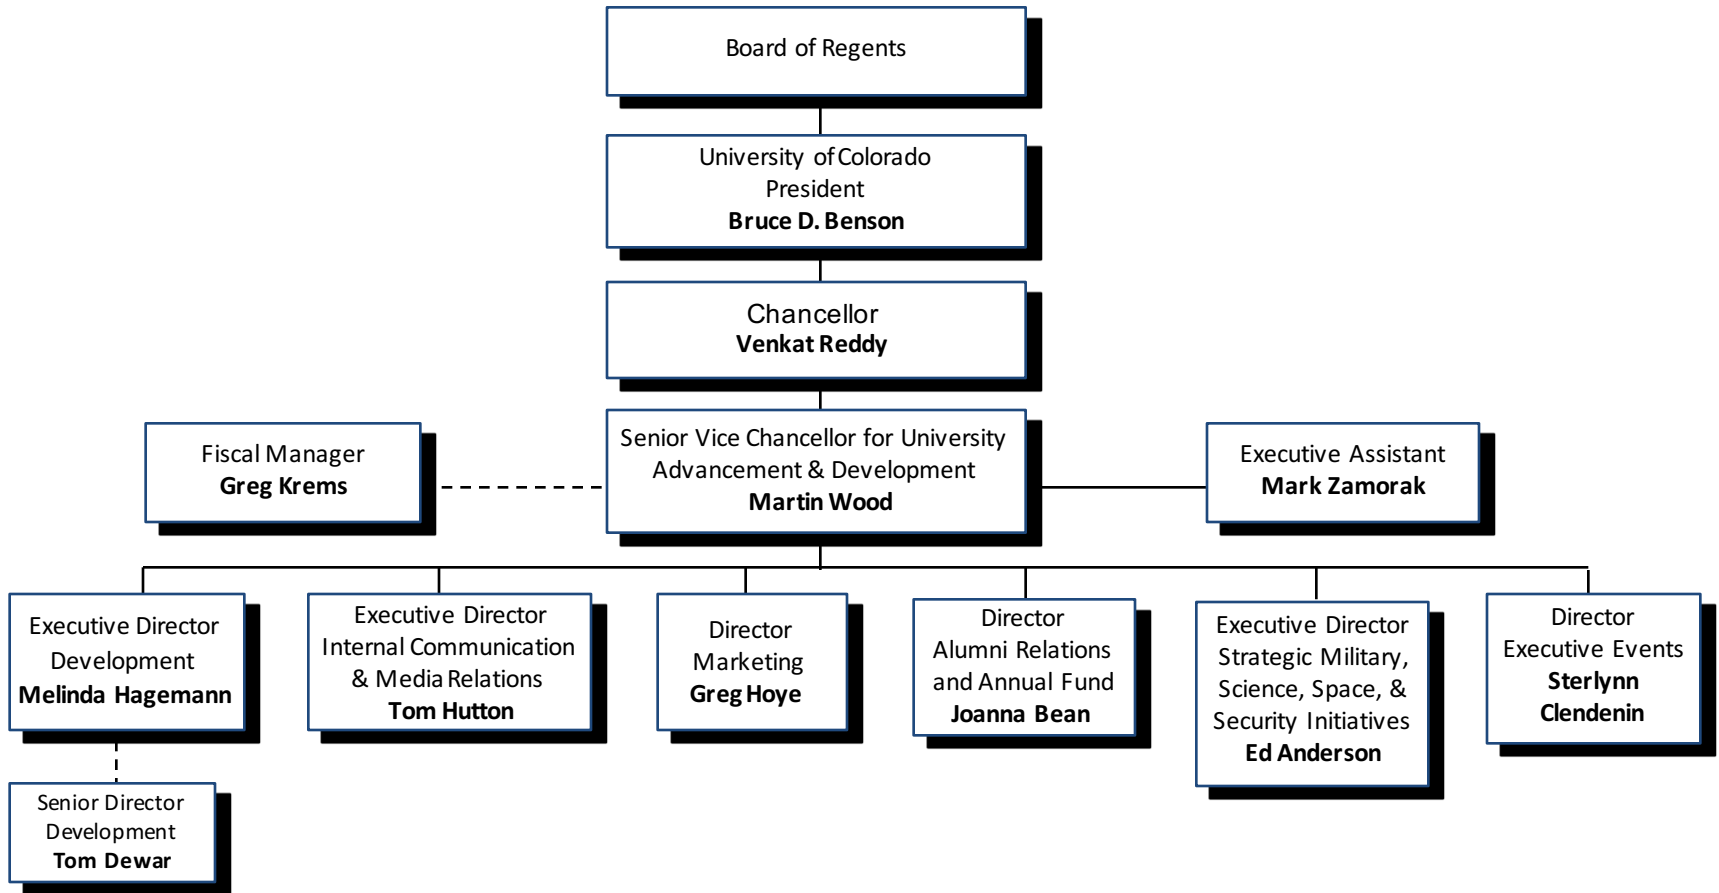 Board of Regents
University of Colorado
President
Bruce D. Benson
Chancellor
Venkat Reddy
Fiscal Manager
Greg Krems
Senior Vice Chancellor for University
Advancement & Development
Martin Wood
Executive Assistant
Mark Zamorak
Executive Director
Development
Melinda Hagemann
Executive Director
Internal Communication
& Media Relations
Tom Hutton
Director
Marketing
Greg Hoye
Director
Alumni Relations
and Annual Fund
Joanna Bean
Executive Director
Strategic Military,
Science, Space, &
Security Initiatives
Ed Anderson
Director
Executive Events
Sterlynn
Clendenin
Senior Director
Development
Tom Dewar